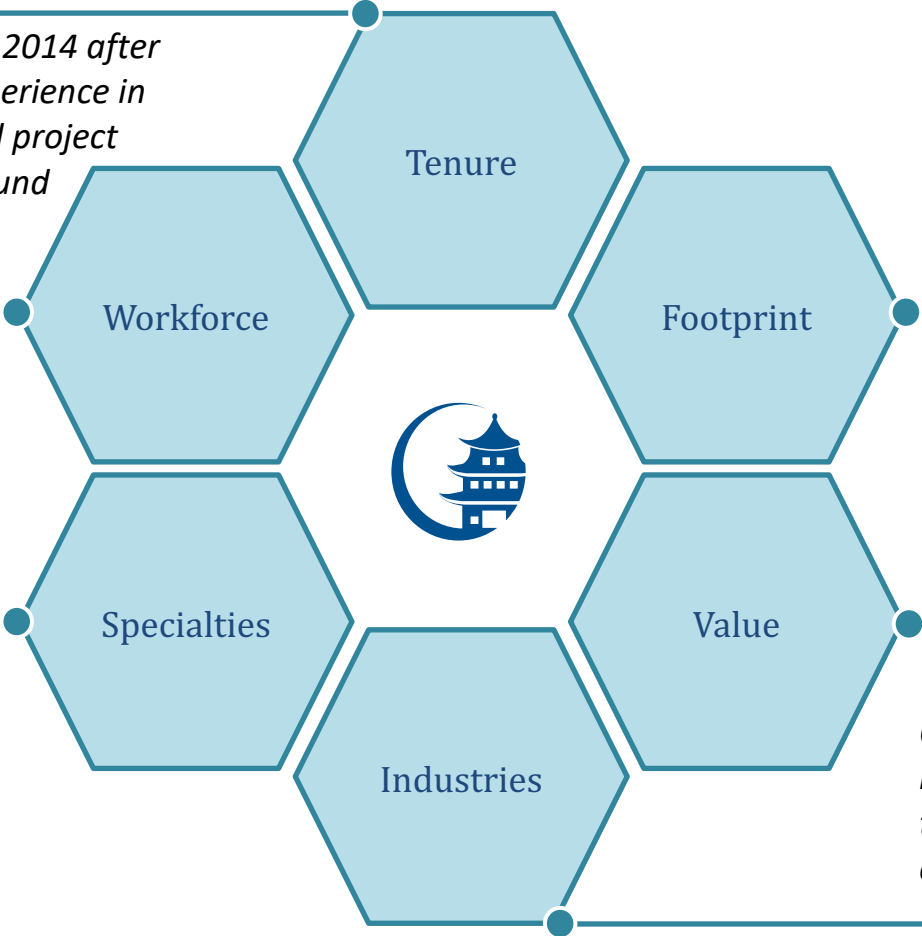 2014 after
erience in
project
und
Tenure
Workforce
Footprint
Specialties
Value
Industries